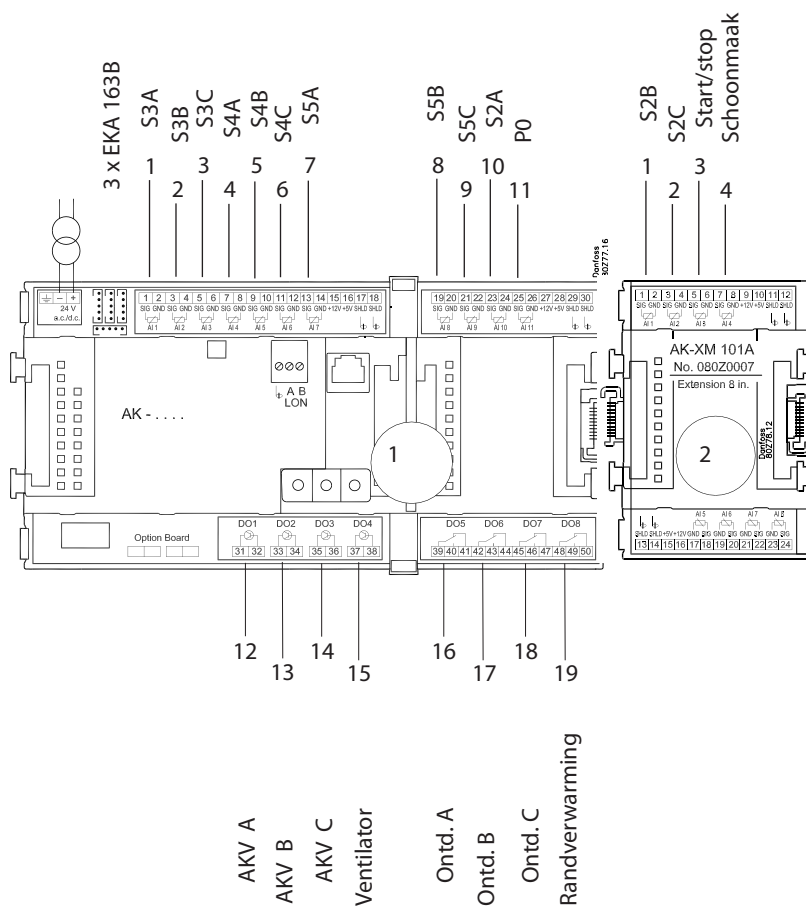 3 x EKA 163B
S3A
S3B
S3C
S4A
S4B
S4C
S5A
S5B
S5C
S2A
P0
S2B
S2C
Start/stop
Schoonmaak
1
2
3
4
5
6
7
8
9
10
11
1
2
3
4
Danfoss
80Z77.16
– +
24 V
a.c./d.c.
1 2 3 4 5 6 7 8 9 10 11 12 13 14 15 16 17 18
SIG GND SIG GND SIG GND SIG GND SIG GND SIG GND SIG GND +12V +5V SHLD SHLD
AI 1 AI 2 AI 3 AI 4 AI 5 AI 6 AI 7
19 20 21 22 23 24 25 26 27 28 29 30
SIG GND SIG GND SIG GND SIG GND +12V +5V SHLD SHLD
AI 8 AI 9 AI 10 AI 11
1 2 3 4 5 6 7 8 9 10 11 12
SIG GND SIG GND SIG GND SIG GND +12V +5V SHLD SHLD
AI 1 AI 2 AI 3 AI 4
A B
LON
AK - . . . .
1
AK-XM 101A
No. 080Z0007
Extension 8 in.
2
Danfoss
80Z78.12
Option Board
DO1 DO2 DO3 DO4
31 32 33 34 35 36 37 38
DO5 DO6 DO7 DO8
39 40 41 42 43 44 45 46 47 48 49 50
AI 5 AI 6 AI 7 AI 8
SHLD SHLD +5V +12V GND SIG GND SIG GND SIG GND SIG
13 14 15 16 17 18 19 20 21 22 23 24
12
13
14
15
16
17
18
19
AKV A
AKV B
AKV C
Ventilator
Ontd. A
Ontd. B
Ontd. C
Randverwarming